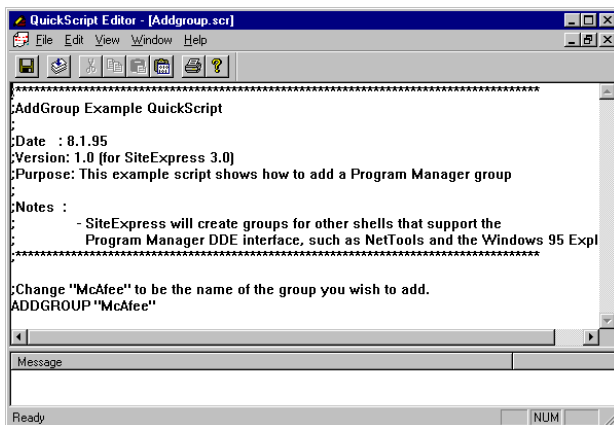 QuickScript Editor - [Addgroup.scr]
File Edit View Window Help
;******************************************************************************************
;AddGroup Example QuickScript
;
;Date : 8.1.95
;Version: 1.0 (for SiteExpress 3.0)
;Purpose: This example script shows how to add a Program Manager group
;
;Notes :
; - SiteExpress will create groups for other shells that support the
; Program Manager DDE interface, such as NetTools and the Windows 95 Expl
;******************************************************************************************
;Change "McAfee" to be the name of the group you wish to add.
ADDGROUP "McAfee"
Message
Ready NUM